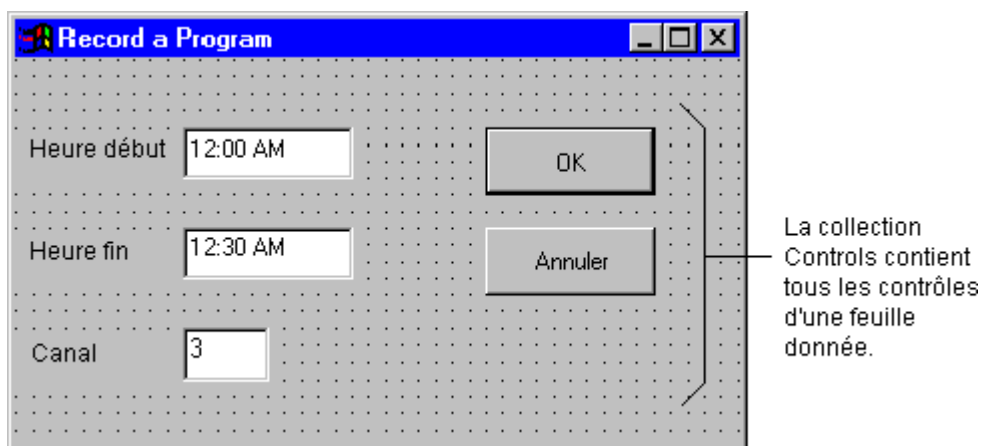 Record a Program
Heure début 12:00 AM
OK
Heure fin 12:30 AM
Annuler
Canal 3
La collection
Controls contient
tous les contrôles
d'une feuille
donnée.